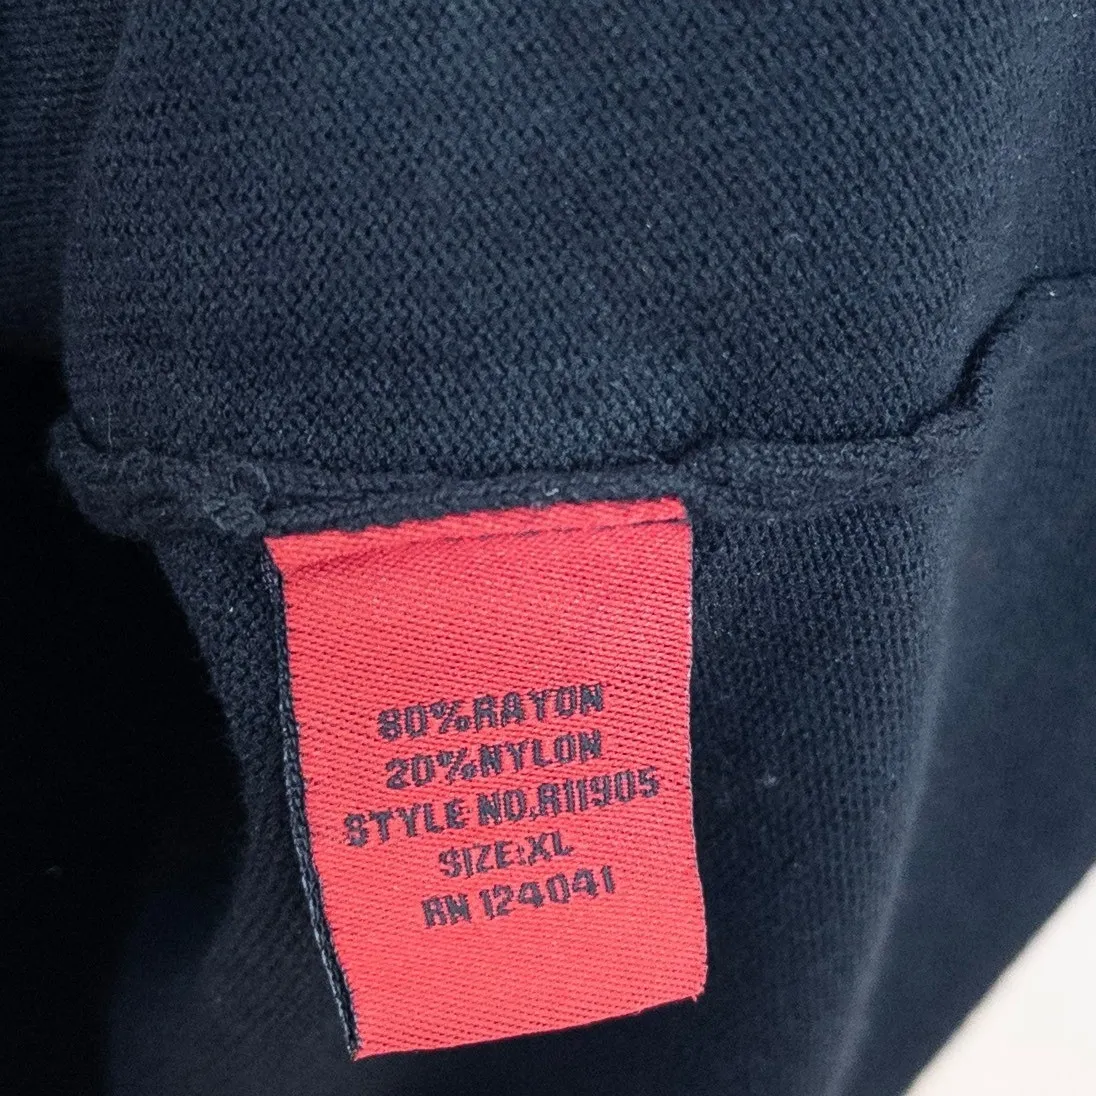 80%RAYON
20%NYLON
STYLE NO.R11905
SIZE:XL
RN 124041